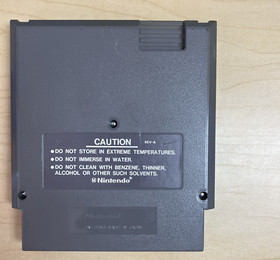 CAUTION REV-A
● DO NOT STORE IN EXTREME TEMPERATURES.
● DO NOT IMMERSE IN WATER.
● DO NOT CLEAN WITH BENZENE, THINNER,
ALCOHOL OR OTHER SUCH SOLVENTS.
Nintendo®